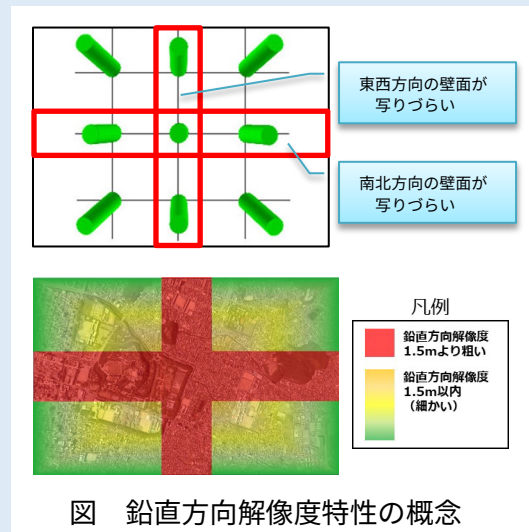 東西方向の壁面が
写りづらい
南北方向の壁面が
写りづらい
凡例
鉛直方向解像度
1.5mより粗い
鉛直方向解像度
1.5m以内
（細かい）
図　鉛直方向解像度特性の概念